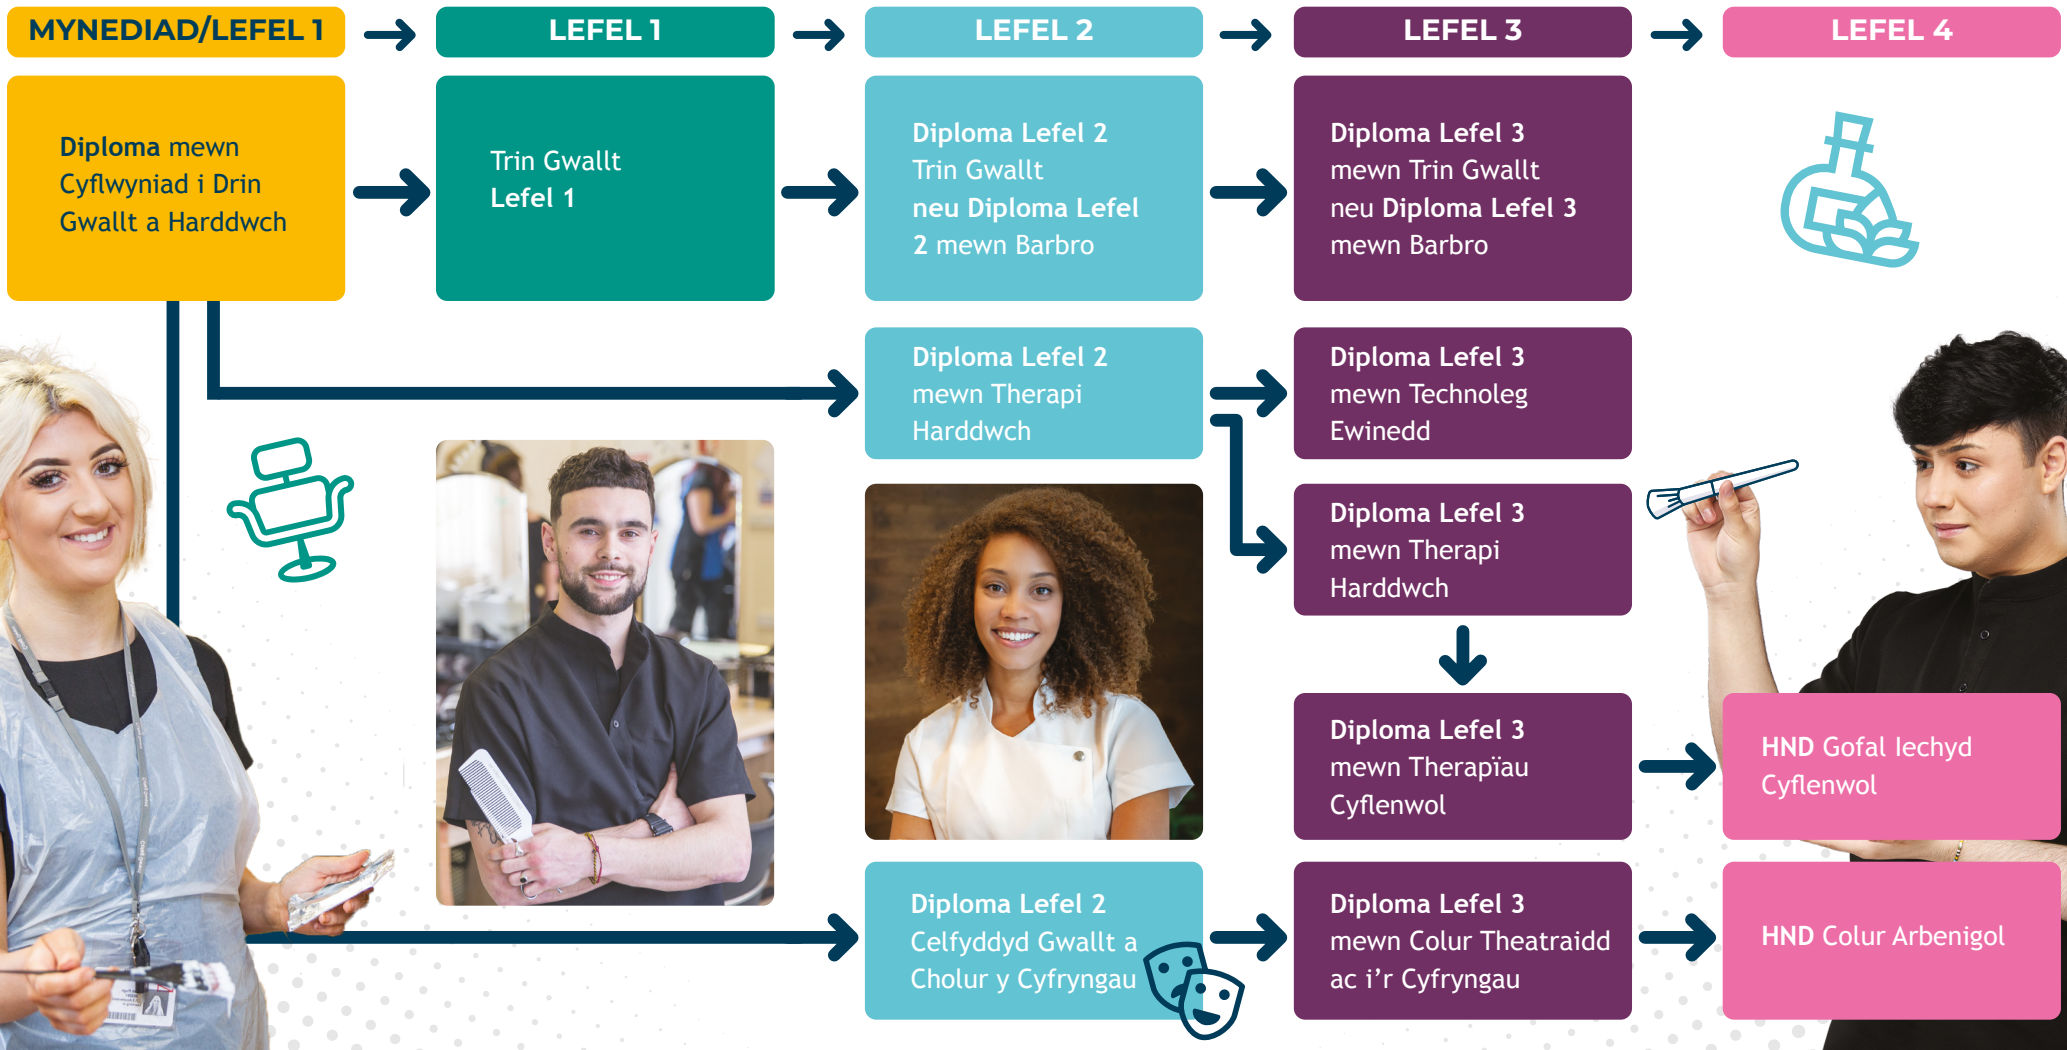 MYNEDIAD/LEFEL 1
LEFEL 1
LEFEL 2
LEFEL 3
LEFEL 4
Diploma mewn
Cyflwyniad i Drin
Gwallt a Harddwch
Trin Gwallt
Lefel 1
Diploma Lefel 2
Trin Gwallt
neu Diploma Lefel
2 mewn Barbro
Diploma Lefel 3
mewn Trin Gwallt
neu Diploma Lefel 3
mewn Barbro
Diploma Lefel 2
mewn Therapi
Harddwch
Diploma Lefel 3
mewn Technoleg
Ewinedd
Diploma Lefel 3
mewn Therapi
Harddwch
Diploma Lefel 3
mewn Therapïau
Cyflenwol
HND Gofal Iechyd
Cyflenwol
Diploma Lefel 2
Celfyddyd Gwallt a
Cholur y Cyfryngau
Diploma Lefel 3
mewn Colur Theatraidd
ac i'r Cyfryngau
HND Colur Arbenigol